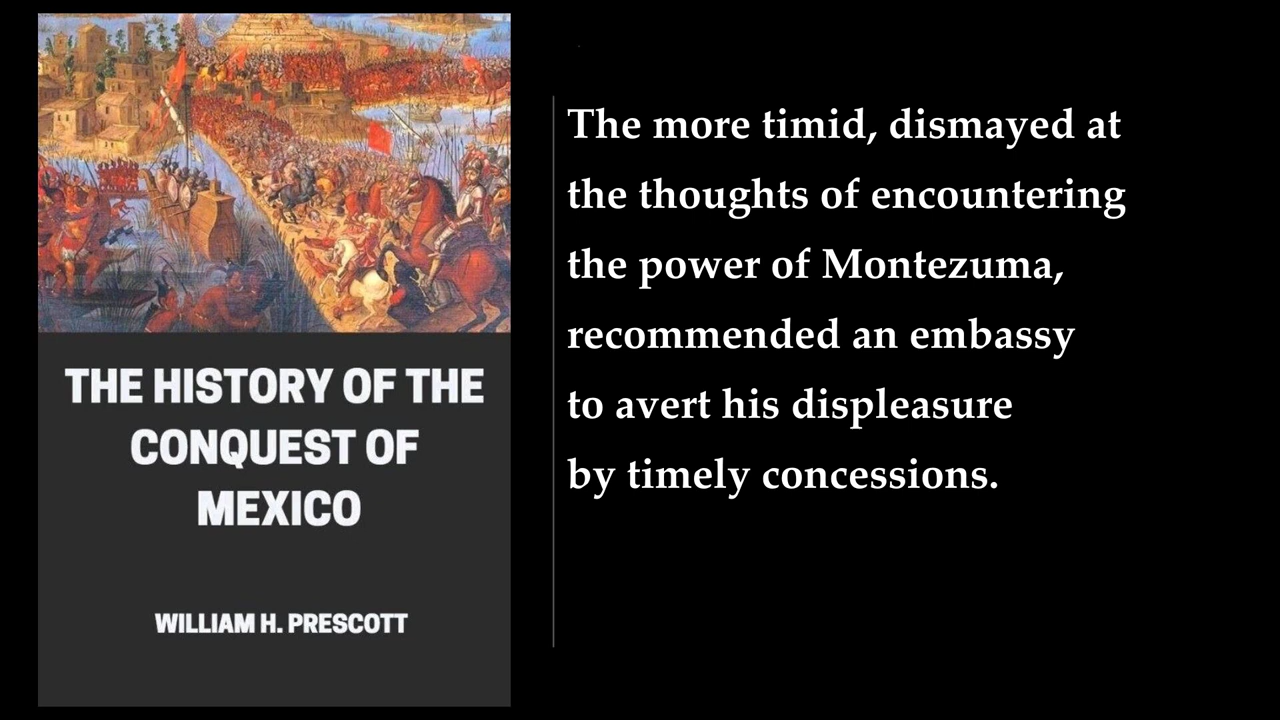 THE HISTORY OF THE
CONQUEST OF
MEXICO
WILLIAM H. PRESCOTT
The more timid, dismayed at
the thoughts of encountering
the power of Montezuma,
recommended an embassy
to avert his displeasure
by timely concessions.